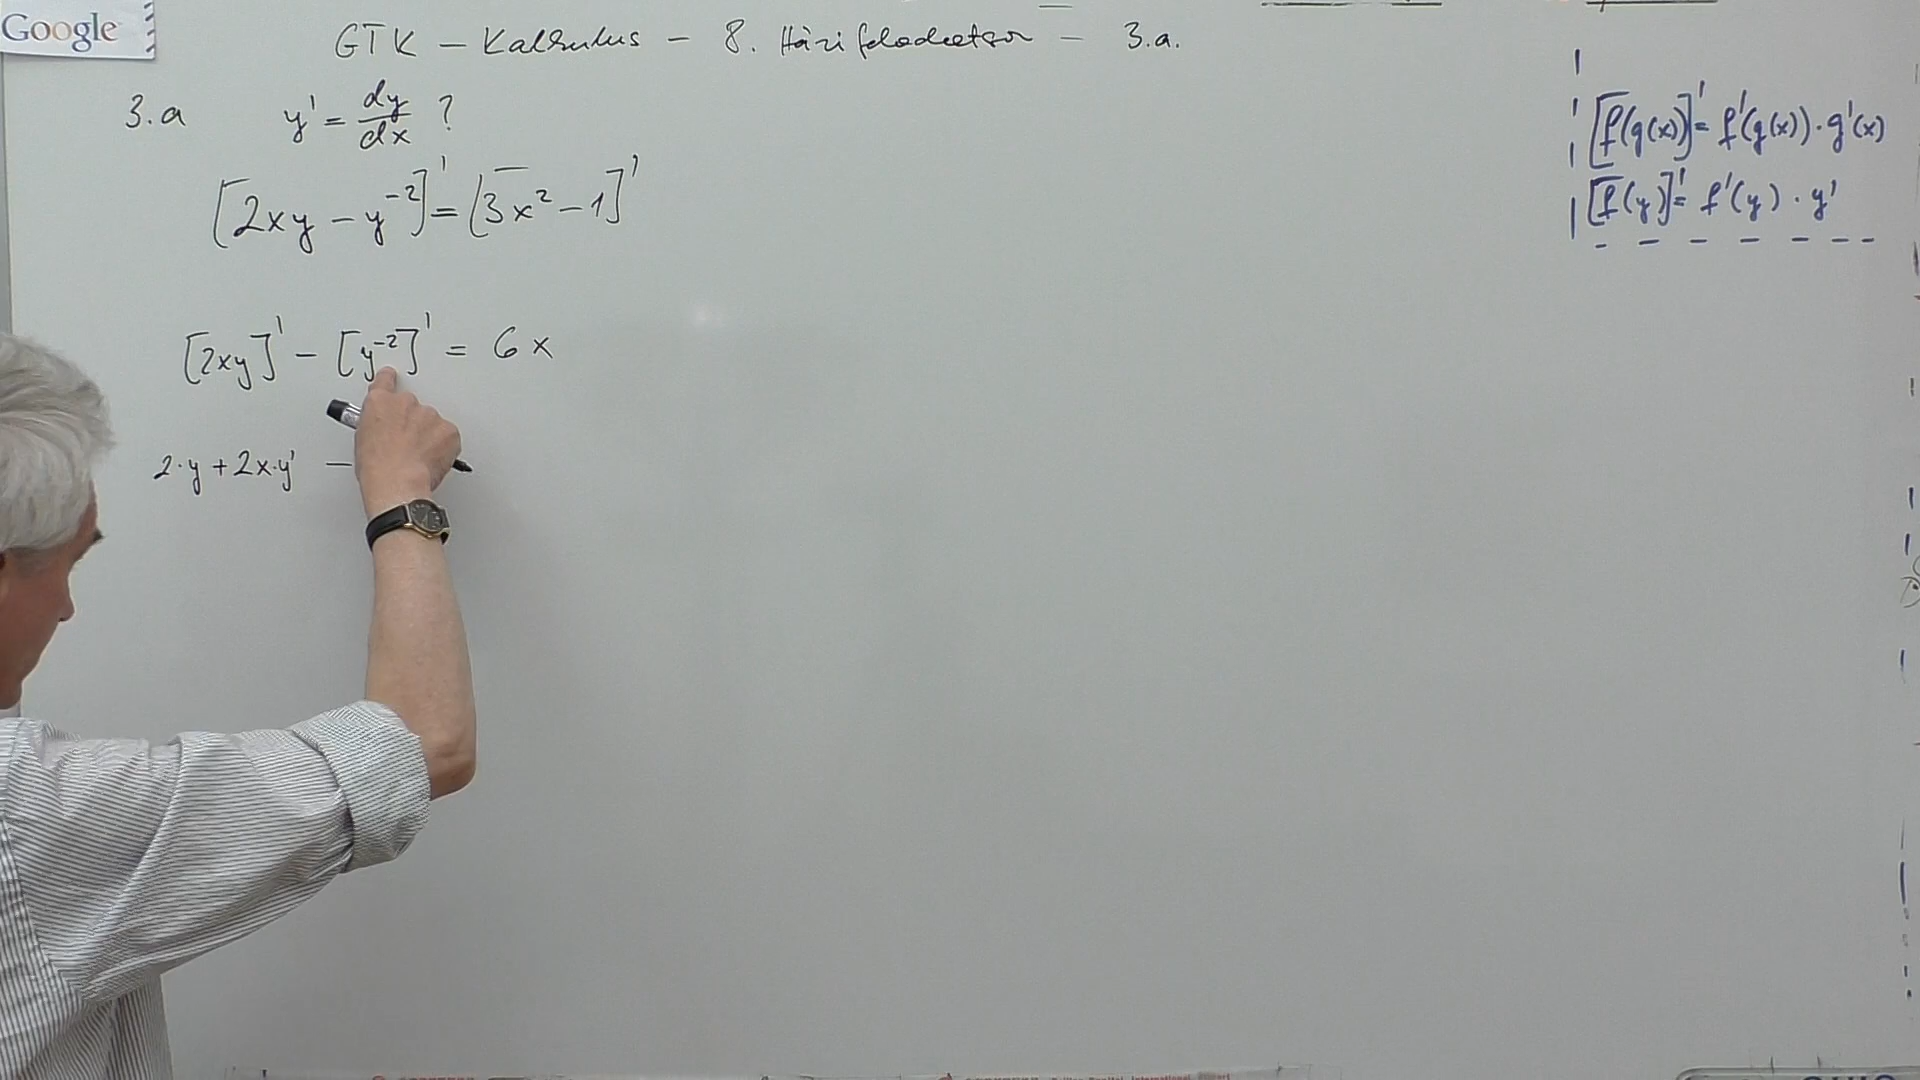 Google
GTK – Kalkulus – 8. Házi feladatsor – 3.a.
3.a y' = dy/dx ?
[2xy − y⁻²]' = [3x² − 1]'
[2xy]' − [y⁻²]' = 6x
2·y + 2x·y' −
[f(g(x))]' = f'(g(x))·g'(x)
[f(y)]' = f'(y)·y'